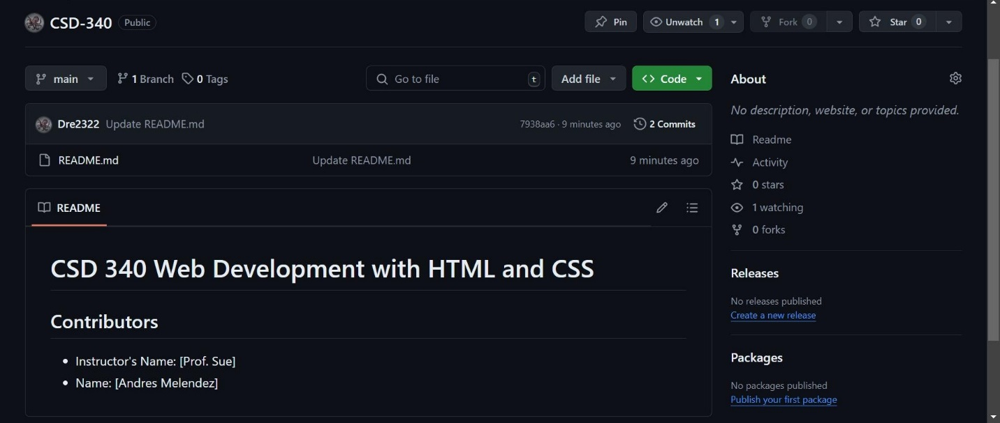 CSD-340 Public Pin Unwatch 1 Fork 0 Star 0
main 1 Branch 0 Tags Go to file t Add file Code
About
No description, website, or topics provided.
Dre2322 Update README.md 7938aa6 · 9 minutes ago 2 Commits
README.md Update README.md 9 minutes ago
Readme
Activity
0 stars
1 watching
0 forks
README
CSD 340 Web Development with HTML and CSS
Contributors
• Instructor's Name: [Prof. Sue]
• Name: [Andres Melendez]
Releases
No releases published
Create a new release
Packages
No packages published
Publish your first package